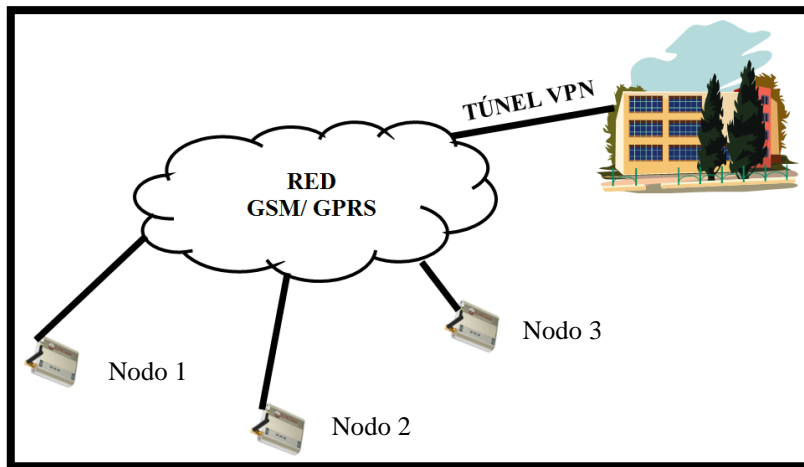 TÚNEL VPN
RED
GSM/ GPRS
Nodo 3
Nodo 1
Nodo 2